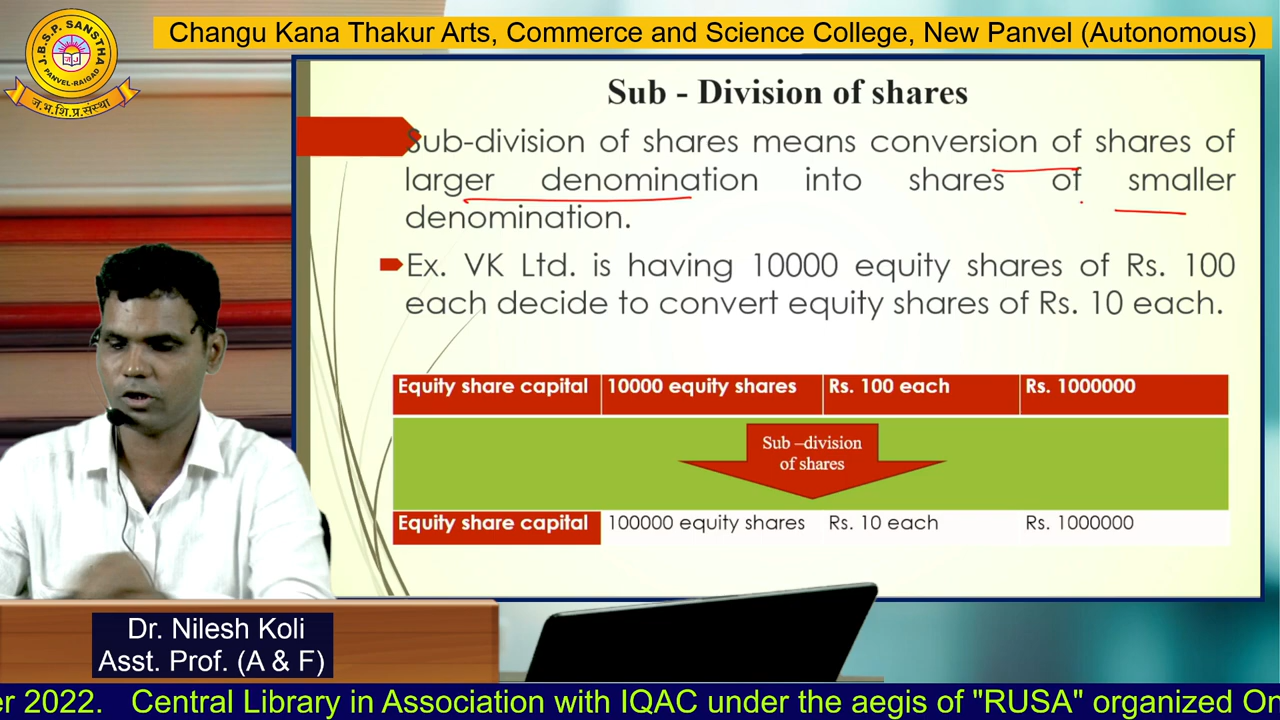 Changu Kana Thakur Arts, Commerce and Science College, New Panvel (Autonomous)
J.B.S.P. SANSTHA
PANVEL-RAIGAD
ज.भ.शि.प्र.संस्था
Sub - Division of shares
Sub-division of shares means conversion of shares of
larger denomination into shares of smaller
denomination.
Ex. VK Ltd. is having 10000 equity shares of Rs. 100
each decide to convert equity shares of Rs. 10 each.
Equity share capital 10000 equity shares Rs. 100 each Rs. 1000000
Sub –division
of shares
Equity share capital 100000 equity shares Rs. 10 each Rs. 1000000
Dr. Nilesh Koli
Asst. Prof. (A & F)
er 2022. Central Library in Association with IQAC under the aegis of "RUSA" organized On